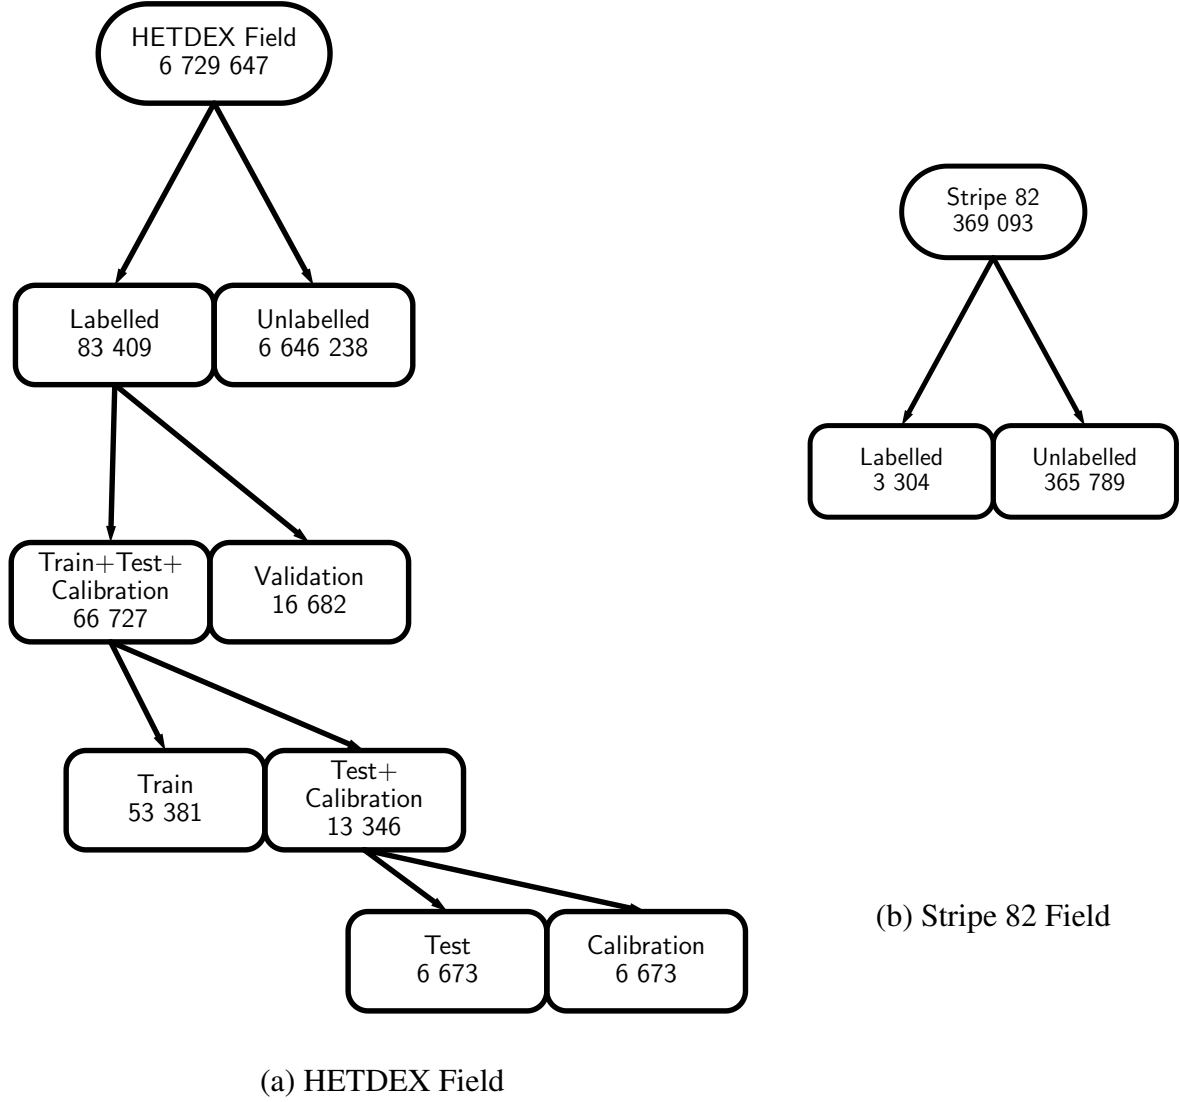 HETDEX Field
6 729 647
Labelled
83 409
Unlabelled
6 646 238
Train+Test+
Calibration
66 727
Validation
16 682
Train
53 381
Test+
Calibration
13 346
Test
6 673
Calibration
6 673
(a) HETDEX Field
Stripe 82
369 093
Labelled
3 304
Unlabelled
365 789
(b) Stripe 82 Field